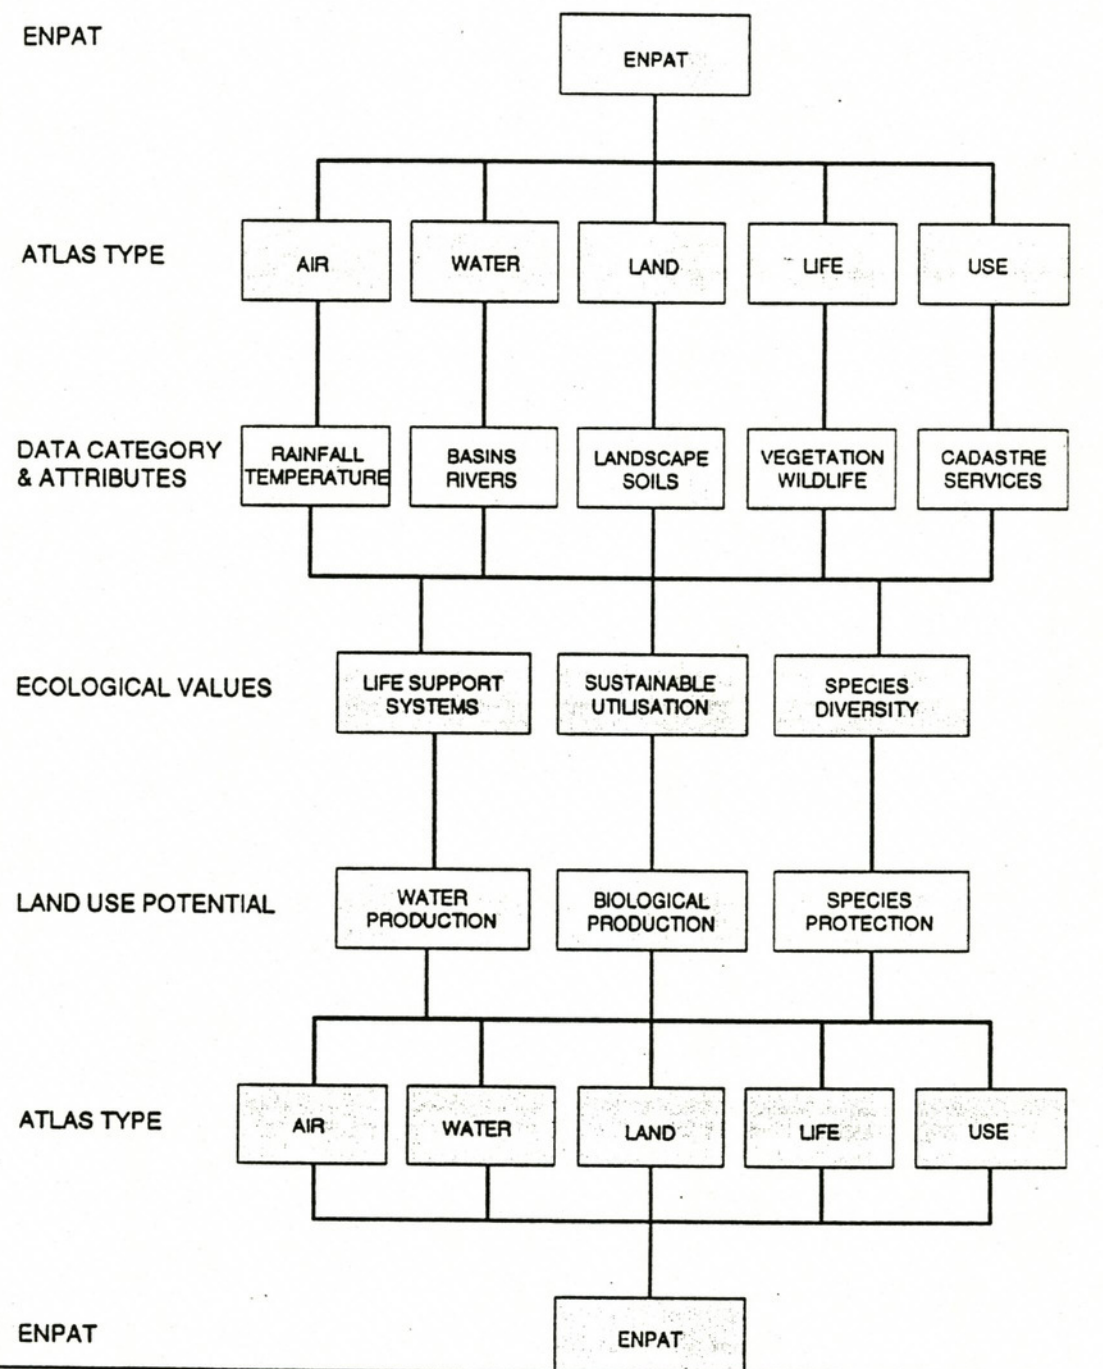 ENPAT
ENPAT
ATLAS TYPE
AIR
WATER
LAND
LIFE
USE
DATA CATEGORY
& ATTRIBUTES
RAINFALL
TEMPERATURE
BASINS
RIVERS
LANDSCAPE
SOILS
VEGETATION
WILDLIFE
CADASTRE
SERVICES
ECOLOGICAL VALUES
LIFE SUPPORT
SYSTEMS
SUSTAINABLE
UTILISATION
SPECIES
DIVERSITY
LAND USE POTENTIAL
WATER
PRODUCTION
BIOLOGICAL
PRODUCTION
SPECIES
PROTECTION
ATLAS TYPE
AIR
WATER
LAND
LIFE
USE
ENPAT
ENPAT